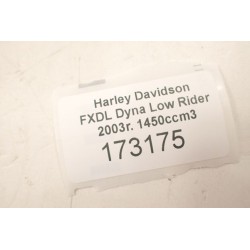 Harley Davidson
FXDL Dyna Low Rider
2003r. 1450ccm3
173175